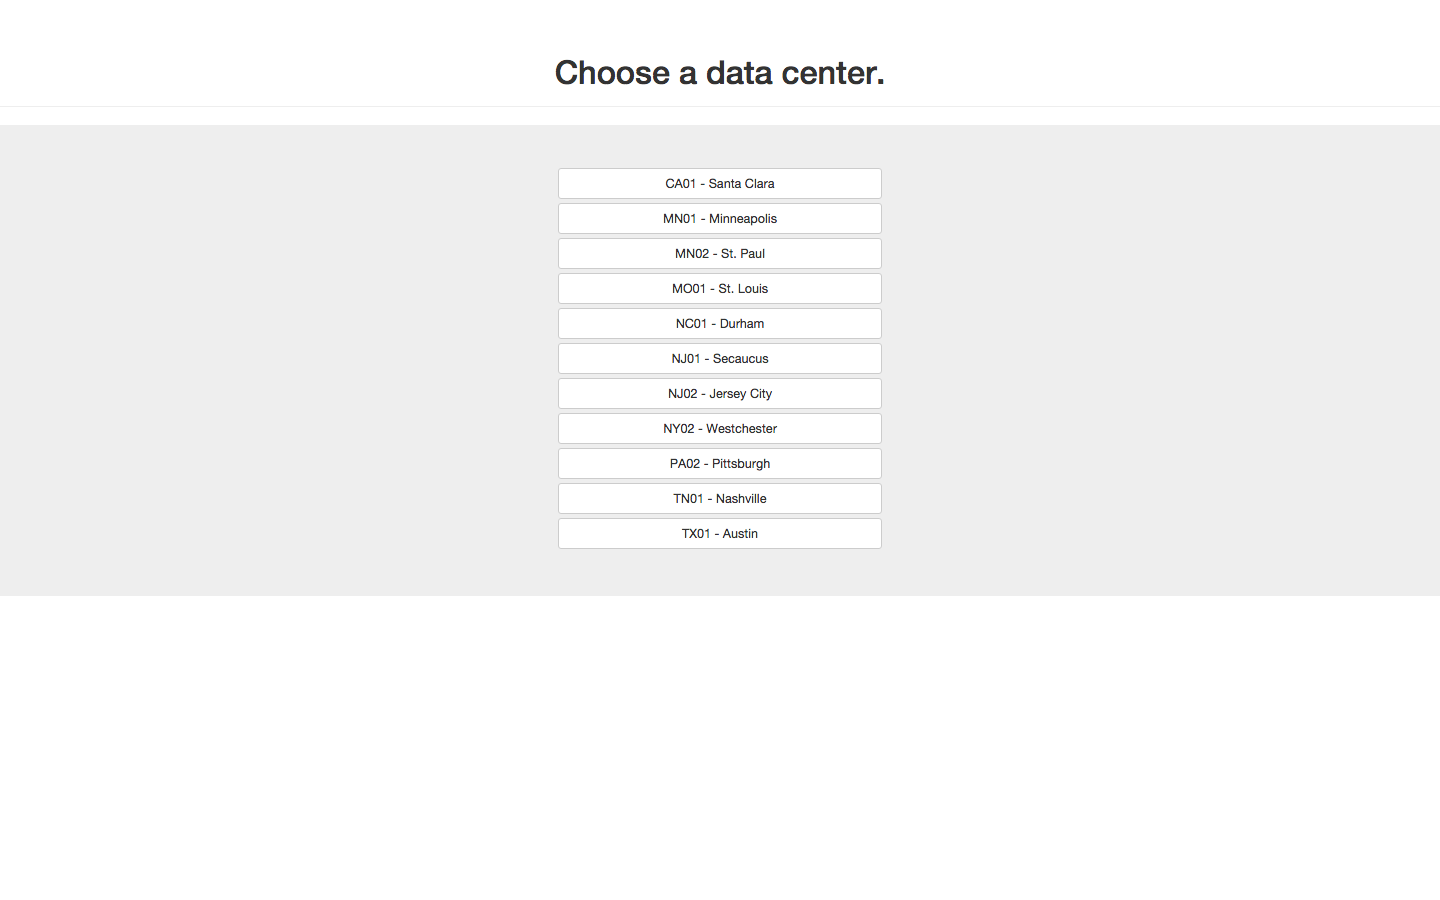 Choose a data center.
CA01 - Santa Clara
MN01 - Minneapolis
MN02 - St. Paul
MO01 - St. Louis
NC01 - Durham
NJ01 - Secaucus
NJ02 - Jersey City
NY02 - Westchester
PA02 - Pittsburgh
TN01 - Nashville
TX01 - Austin